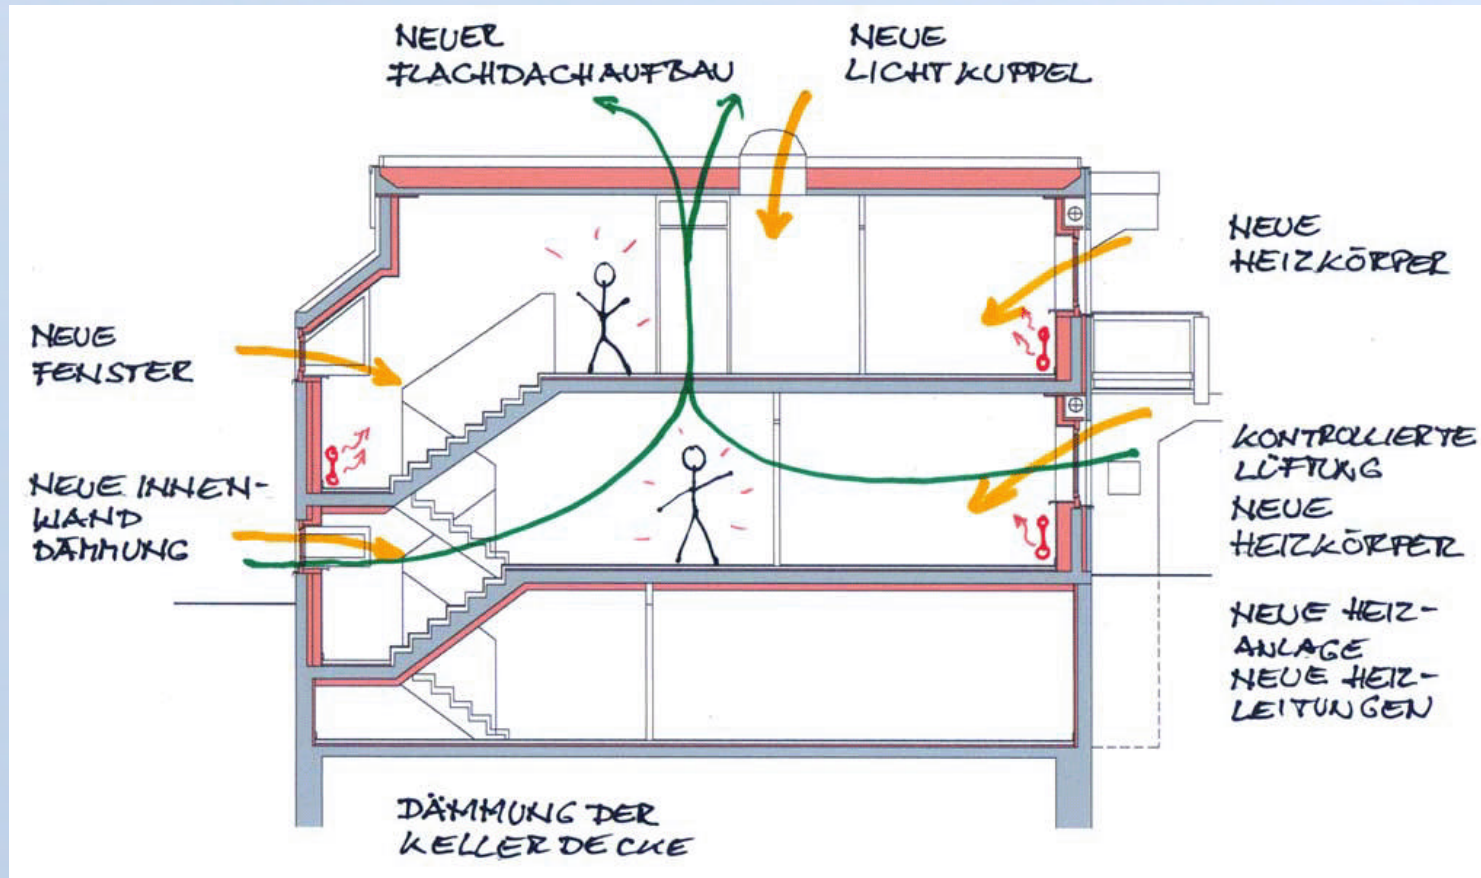 NEUER
FLACHDACHAUFBAU
NEUE
LICHTKUPPEL
NEUE
HEIZKÖRPER
NEUE
FENSTER
KONTROLLIERTE
LÜFTUNG
NEUE INNEN-
WAND
DÄMMUNG
NEUE
HEIZKÖRPER
NEUE HEIZ-
ANLAGE
NEUE HEIZ-
LEITUNGEN
DÄMMUNG DER
KELLERDECKE